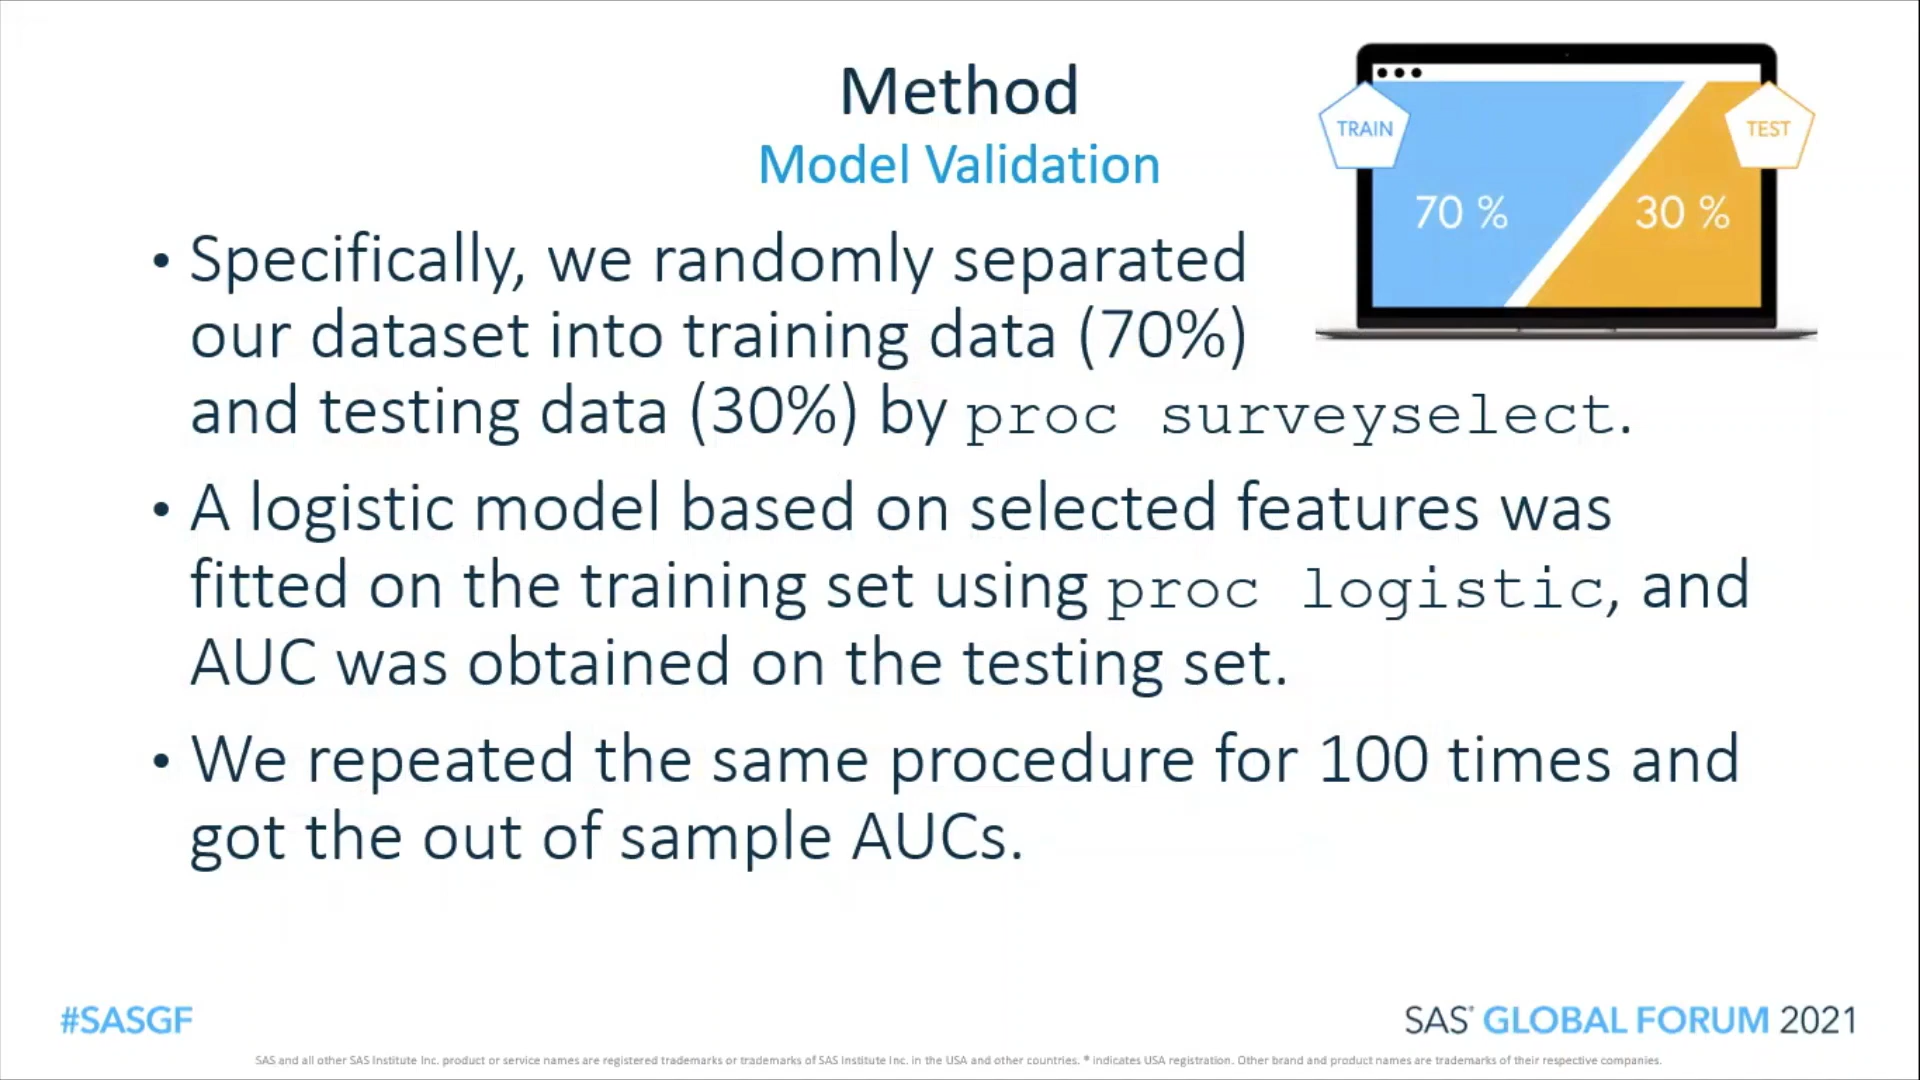 Method
Model Validation
TRAIN
TEST
70 %
30 %
• Specifically, we randomly separated
our dataset into training data (70%)
and testing data (30%) by proc surveyselect.
• A logistic model based on selected features was
fitted on the training set using proc logistic, and
AUC was obtained on the testing set.
• We repeated the same procedure for 100 times and
got the out of sample AUCs.
#SASGF
SAS® GLOBAL FORUM 2021
SAS and all other SAS Institute Inc. product or service names are registered trademarks or trademarks of SAS Institute Inc. in the USA and other countries. ® indicates USA registration. Other brand and product names are trademarks of their respective companies.